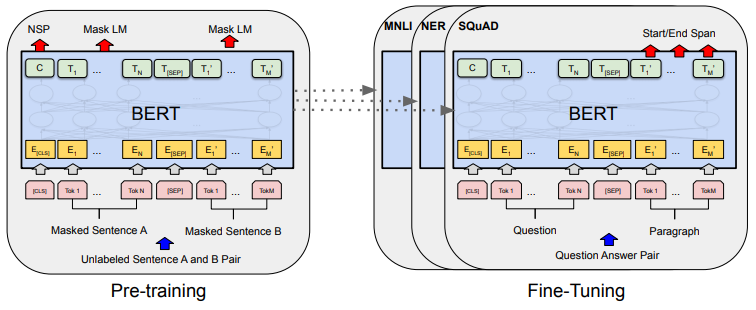 NSP Mask LM Mask LM
C T1 ... TN T[SEP] T1' ... TM'
BERT
E[CLS] E1 ... EN E[SEP] E1' ... EM'
[CLS] Tok 1 ... Tok N [SEP] Tok 1 ... TokM
Masked Sentence A Masked Sentence B
Unlabeled Sentence A and B Pair
Pre-training
MNLI NER SQuAD
Start/End Span
C T1 ... TN T[SEP] T1' ... TM'
BERT
E[CLS] E1 ... EN E[SEP] E1' ... EM'
[CLS] Tok 1 ... Tok N [SEP] Tok 1 ... TokM
Question Paragraph
Question Answer Pair
Fine-Tuning